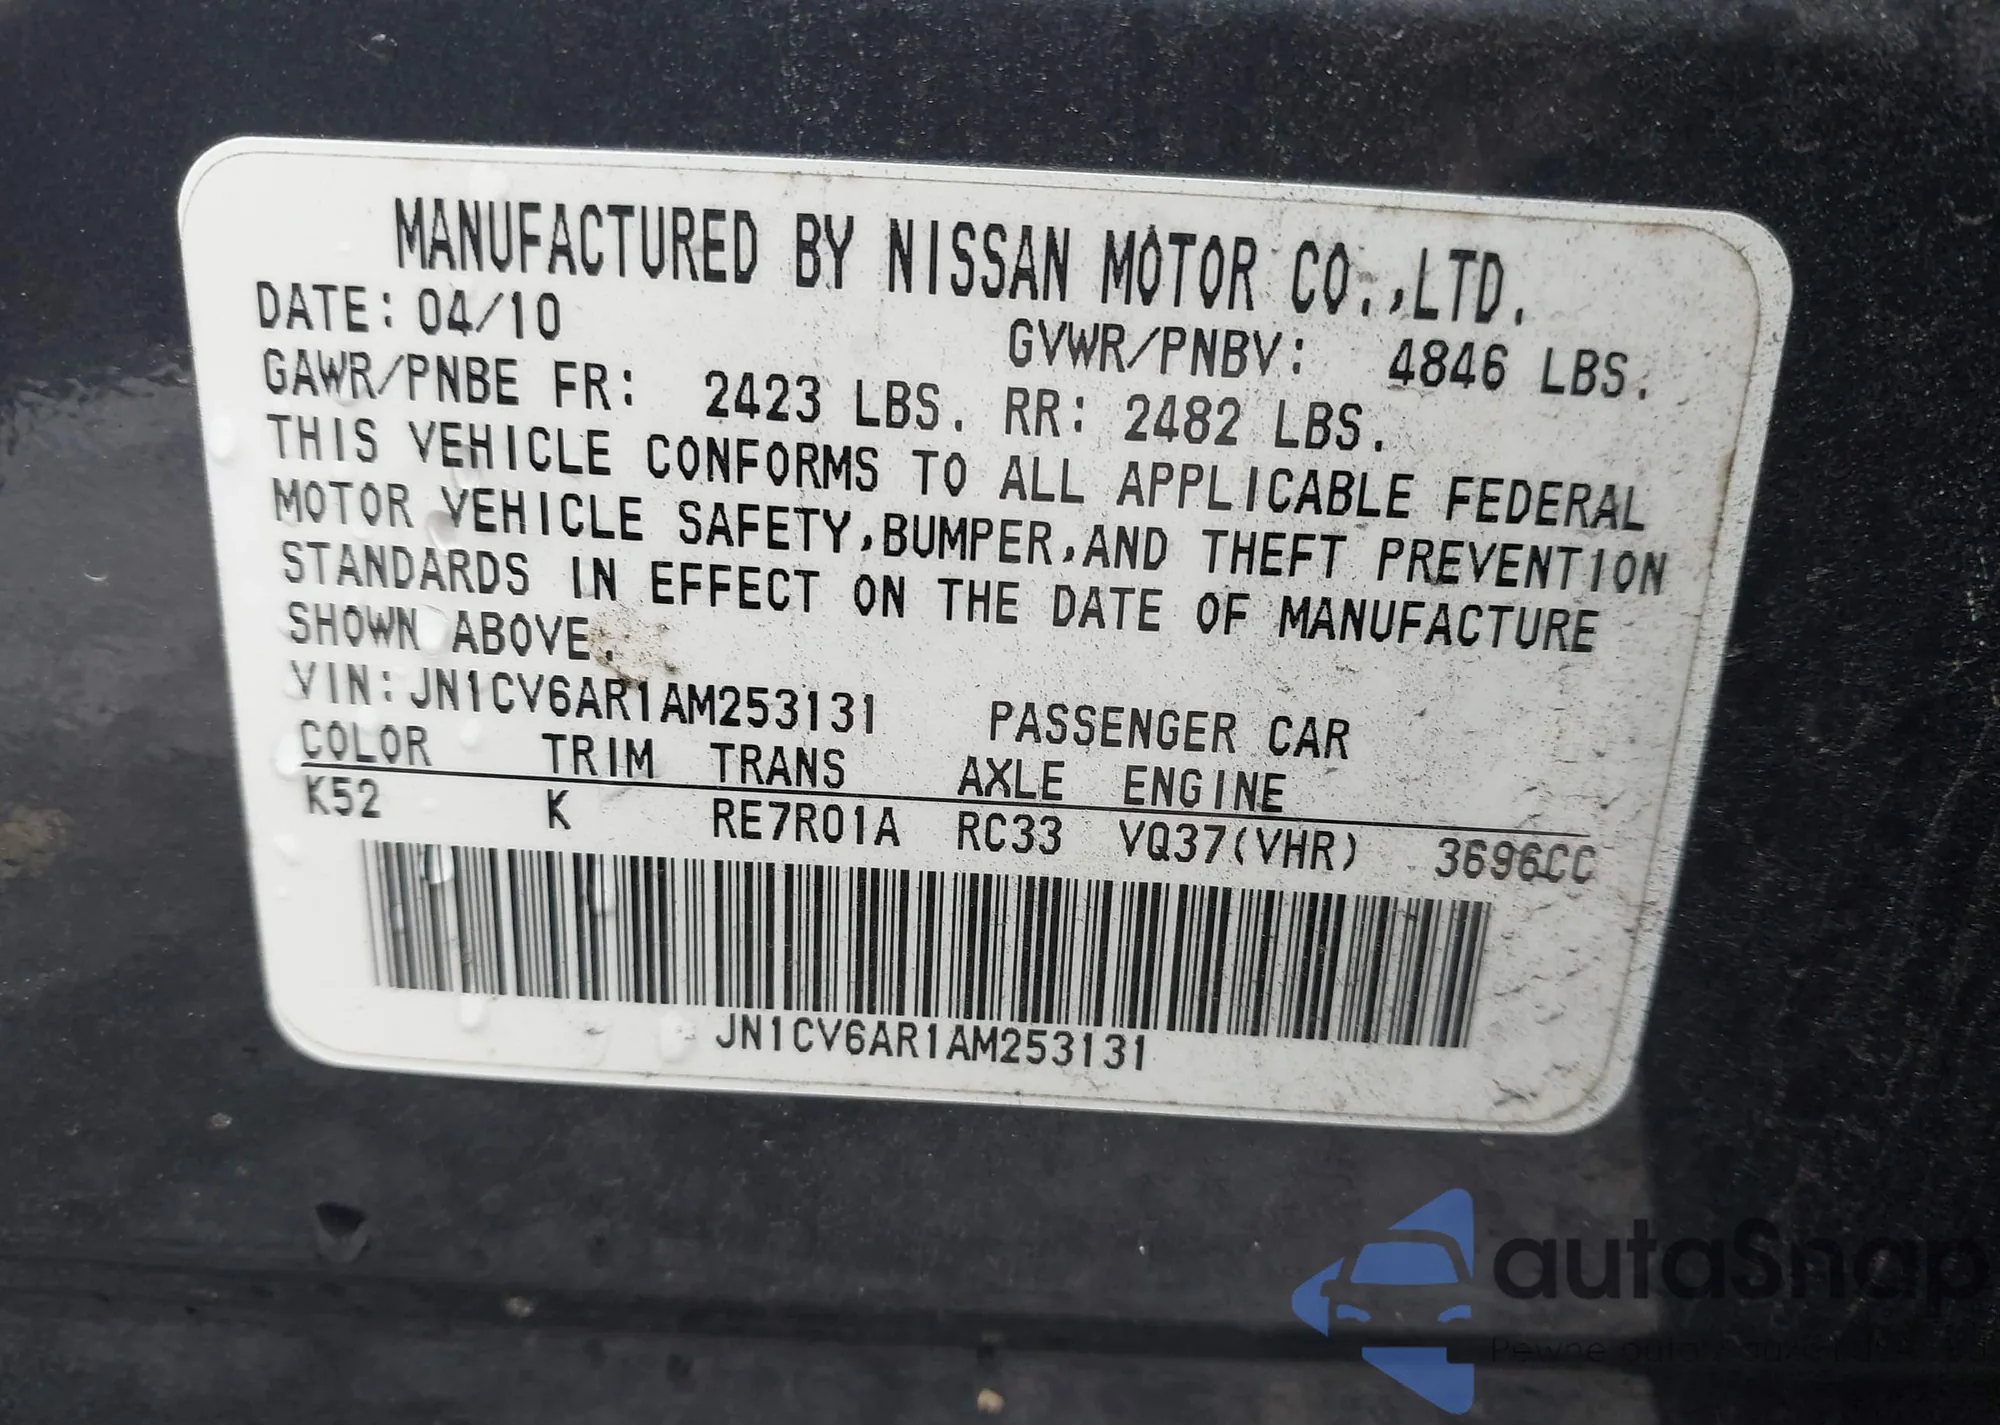 MANUFACTURED BY NISSAN MOTOR CO.,LTD.
DATE: 04/10 GVWR/PNBV: 4846 LBS.
GAWR/PNBE FR: 2423 LBS. RR: 2482 LBS.
THIS VEHICLE CONFORMS TO ALL APPLICABLE FEDERAL
MOTOR VEHICLE SAFETY,BUMPER,AND THEFT PREVENTION
STANDARDS IN EFFECT ON THE DATE OF MANUFACTURE
SHOWN ABOVE.
VIN:JN1CV6AR1AM253131 PASSENGER CAR
COLOR TRIM TRANS AXLE ENGINE
K52 K RE7R01A RC33 VQ37(VHR) 3696CC
JN1CV6AR1AM253131
autaSnap
Pewne